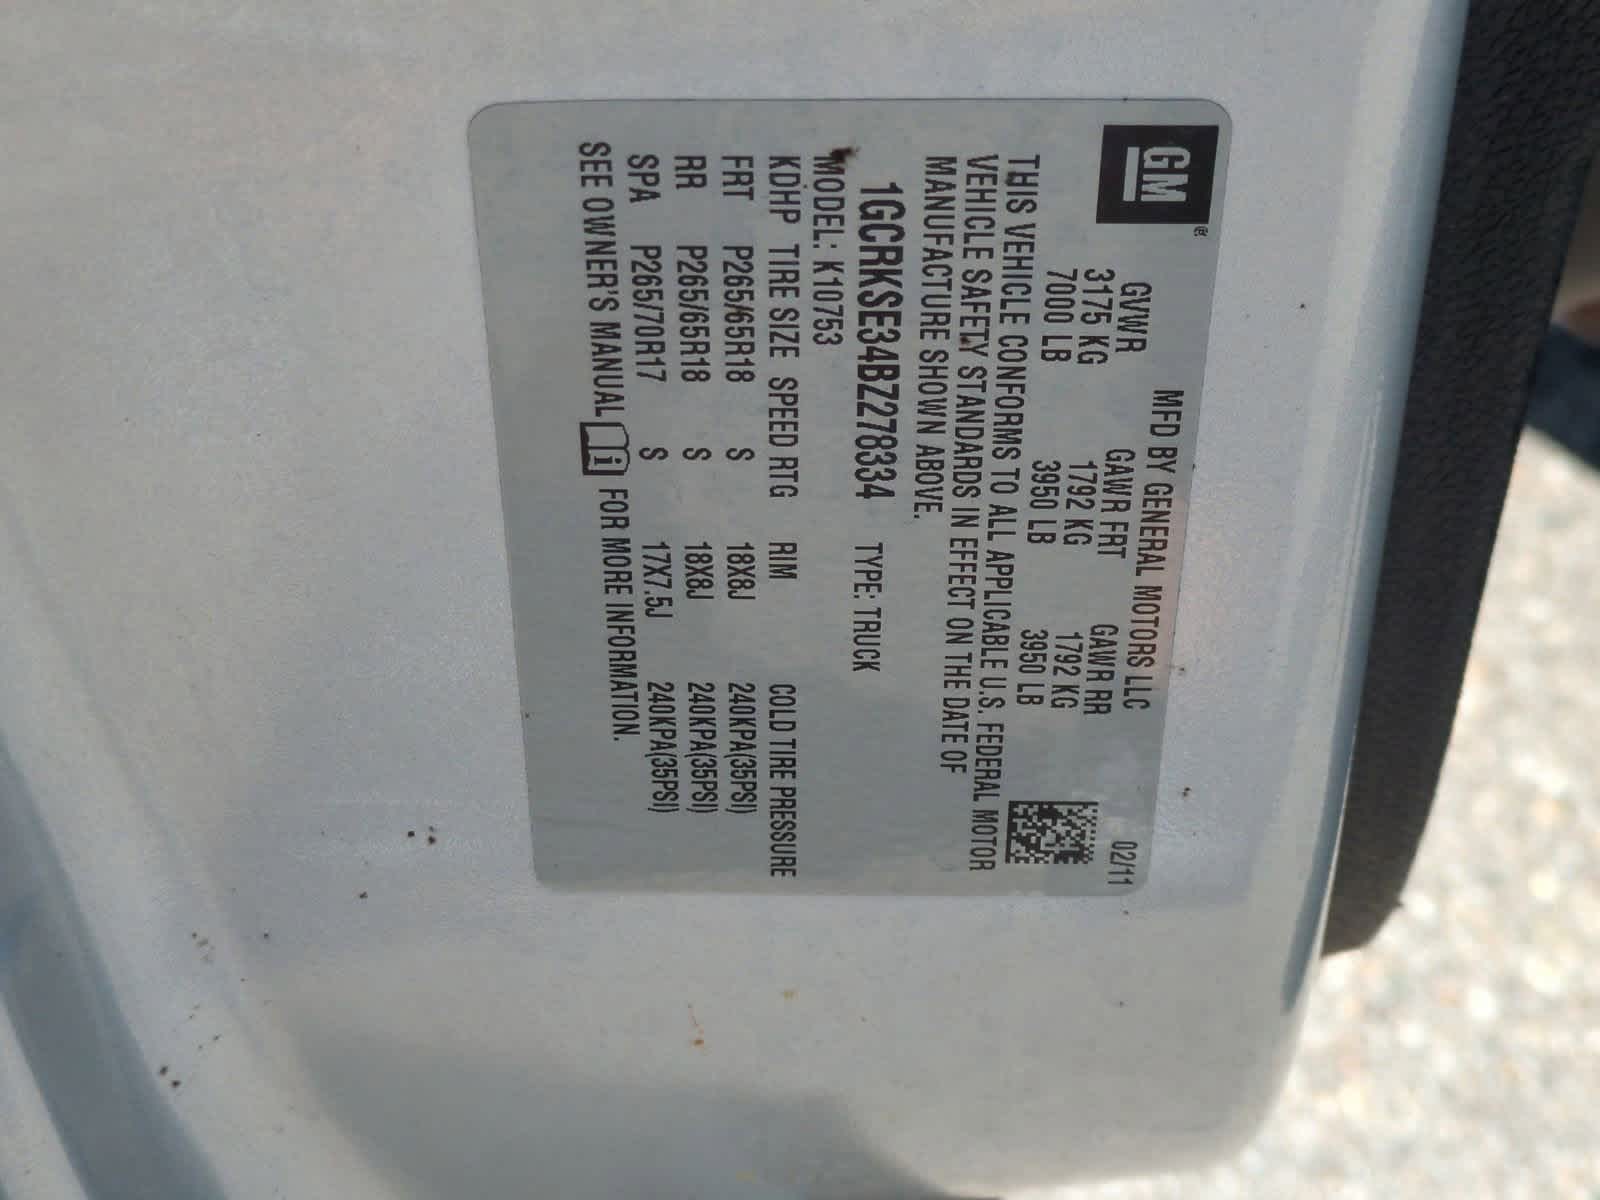 GM®
MFD BY GENERAL MOTORS LLC 02/11
GVWR GAWR FRT GAWR RR
3175 KG 1792 KG 1792 KG
7000 LB 3950 LB 3950 LB
THIS VEHICLE CONFORMS TO ALL APPLICABLE U.S. FEDERAL MOTOR
VEHICLE SAFETY STANDARDS IN EFFECT ON THE DATE OF
MANUFACTURE SHOWN ABOVE.
1GCRKSE34BZ278334 TYPE: TRUCK
MODEL: K10753
KDHP TIRE SIZE SPEED RTG RIM COLD TIRE PRESSURE
FRT P265/65R18 S 18X8J 240KPA(35PSI)
RR P265/65R18 S 18X8J 240KPA(35PSI)
SPA P265/70R17 S 17X7.5J 240KPA(35PSI)
SEE OWNER'S MANUAL i FOR MORE INFORMATION.